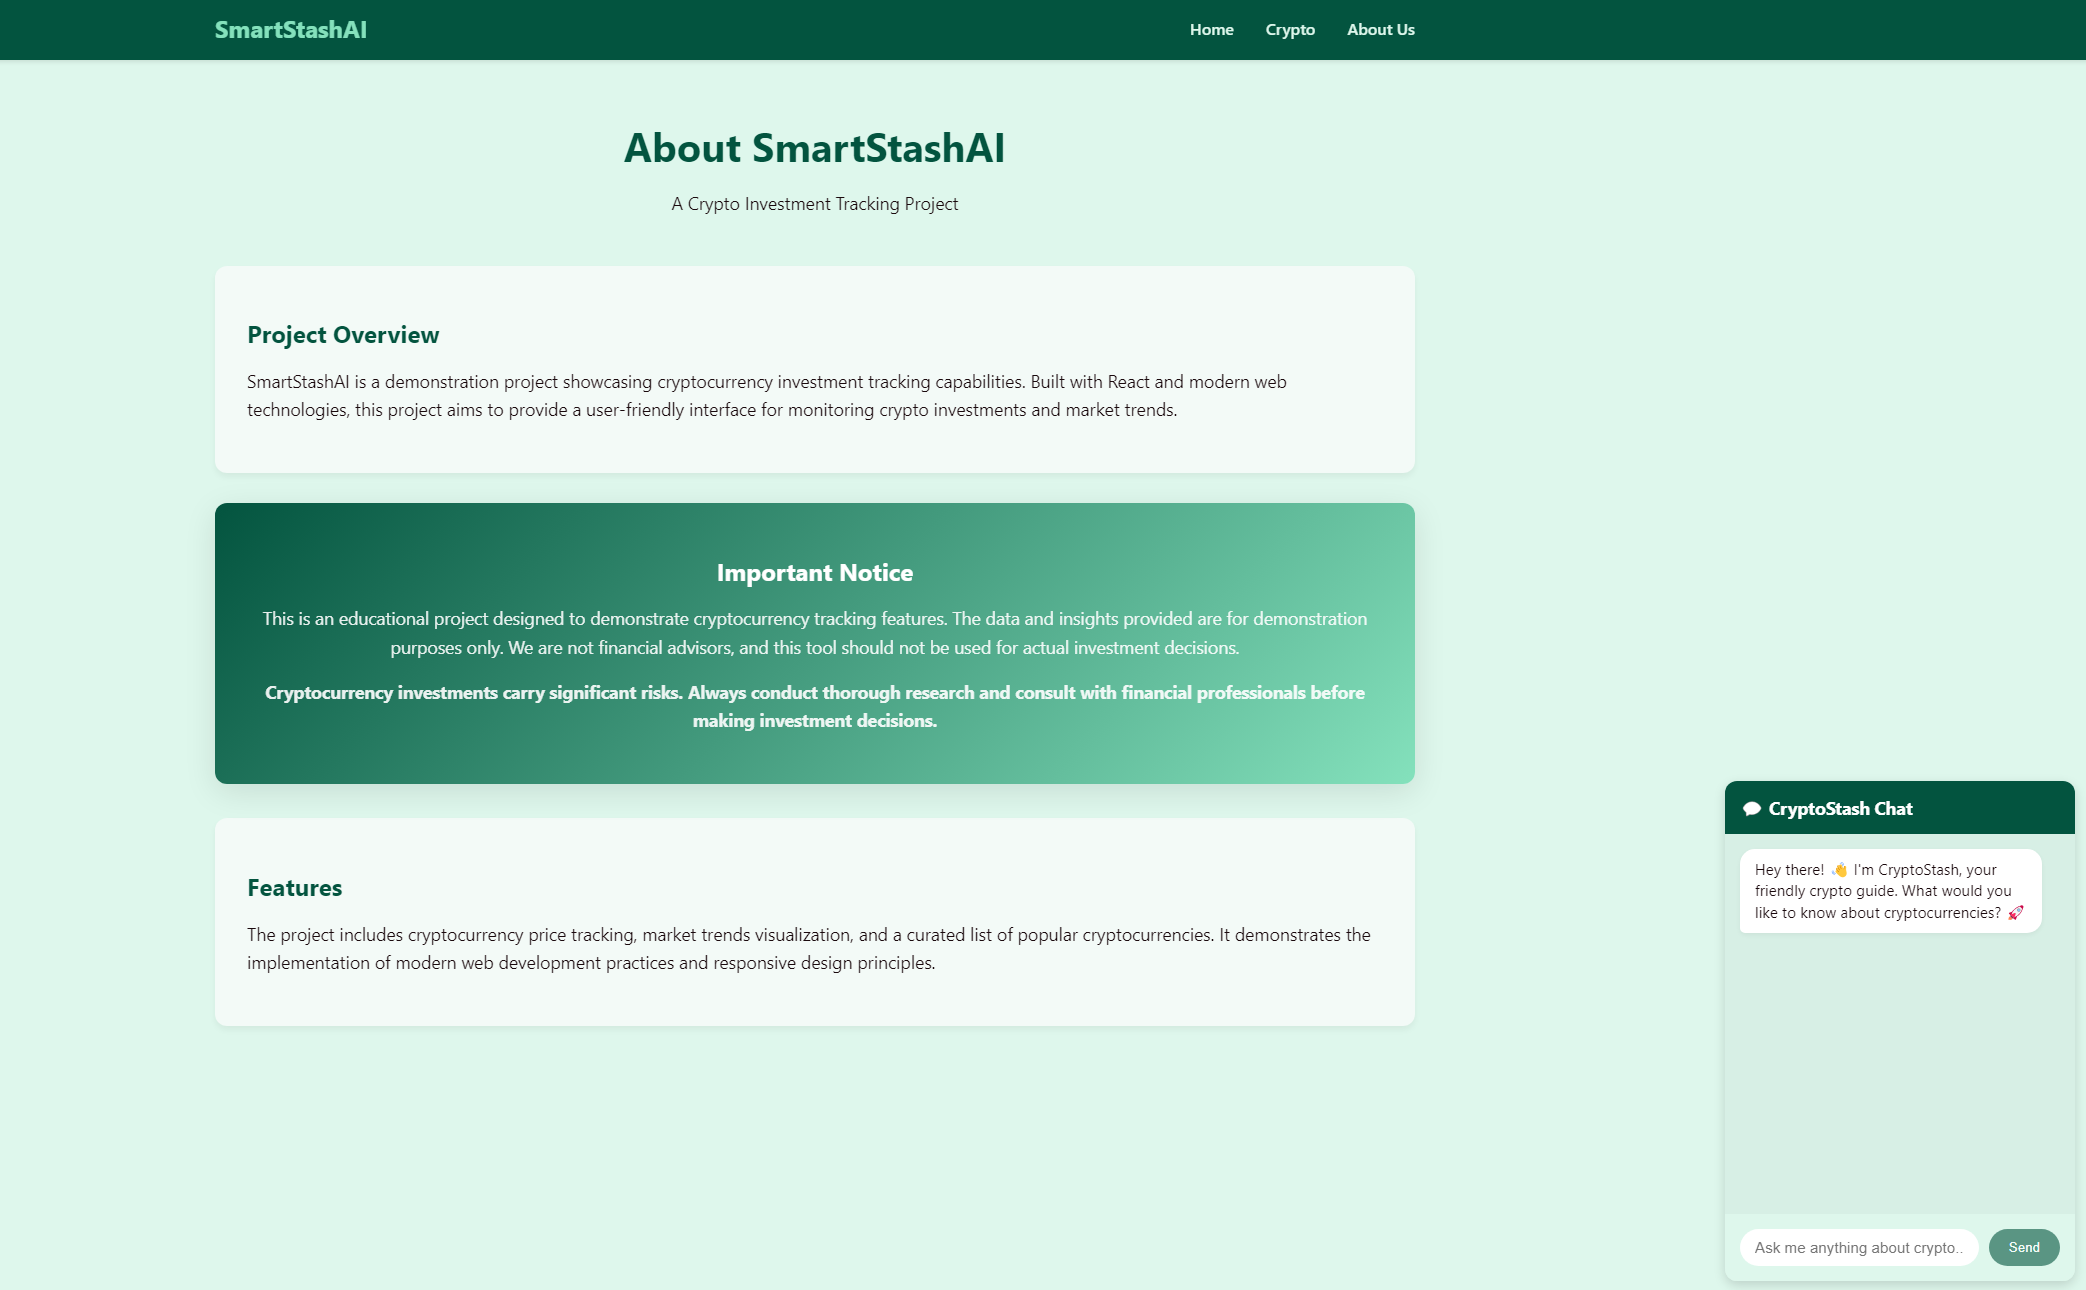 SmartStashAI
Home Crypto About Us
About SmartStashAI
A Crypto Investment Tracking Project
Project Overview
SmartStashAI is a demonstration project showcasing cryptocurrency investment tracking capabilities. Built with React and modern web
technologies, this project aims to provide a user-friendly interface for monitoring crypto investments and market trends.
Important Notice
This is an educational project designed to demonstrate cryptocurrency tracking features. The data and insights provided are for demonstration
purposes only. We are not financial advisors, and this tool should not be used for actual investment decisions.
Cryptocurrency investments carry significant risks. Always conduct thorough research and consult with financial professionals before
making investment decisions.
Features
The project includes cryptocurrency price tracking, market trends visualization, and a curated list of popular cryptocurrencies. It demonstrates the
implementation of modern web development practices and responsive design principles.
CryptoStash Chat
Hey there! 👋 I'm CryptoStash, your
friendly crypto guide. What would you
like to know about cryptocurrencies? 🚀
Ask me anything about crypto..
Send